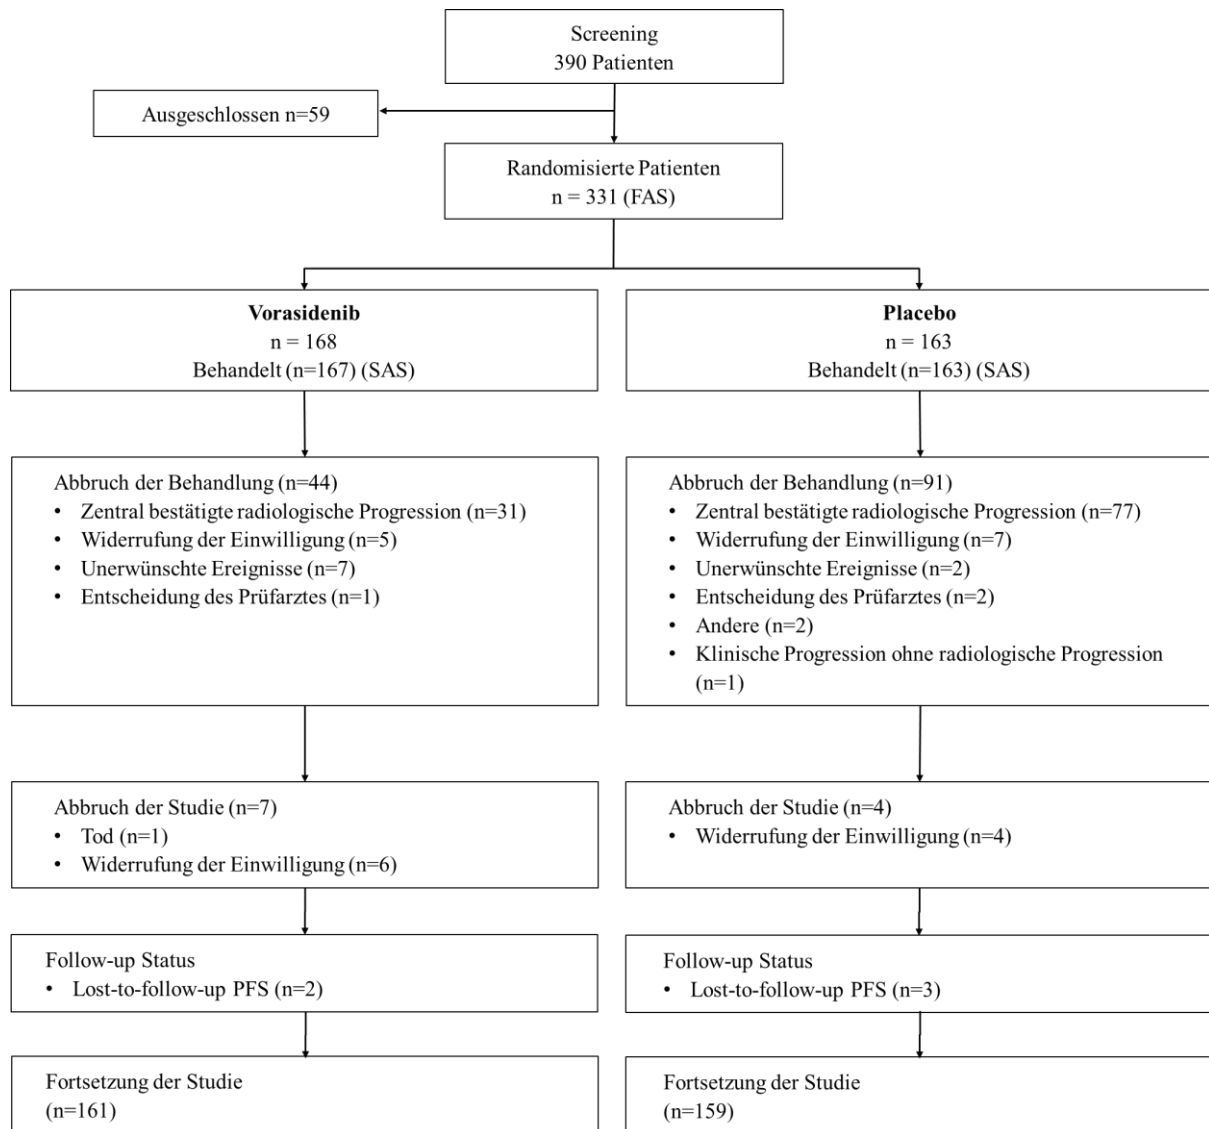 Screening
390 Patienten
Ausgeschlossen n=59
Randomisierte Patienten
n = 331 (FAS)
Vorasidenib
n = 168
Behandelt (n=167) (SAS)
Placebo
n = 163
Behandelt (n=163) (SAS)
Abbruch der Behandlung (n=44)
• Zentral bestätigte radiologische Progression (n=31)
• Widerrufung der Einwilligung (n=5)
• Unerwünschte Ereignisse (n=7)
• Entscheidung des Prüfarztes (n=1)
Abbruch der Behandlung (n=91)
• Zentral bestätigte radiologische Progression (n=77)
• Widerrufung der Einwilligung (n=7)
• Unerwünschte Ereignisse (n=2)
• Entscheidung des Prüfarztes (n=2)
• Andere (n=2)
• Klinische Progression ohne radiologische Progression
(n=1)
Abbruch der Studie (n=7)
• Tod (n=1)
• Widerrufung der Einwilligung (n=6)
Abbruch der Studie (n=4)
• Widerrufung der Einwilligung (n=4)
Follow-up Status
• Lost-to-follow-up PFS (n=2)
Follow-up Status
• Lost-to-follow-up PFS (n=3)
Fortsetzung der Studie
(n=161)
Fortsetzung der Studie
(n=159)